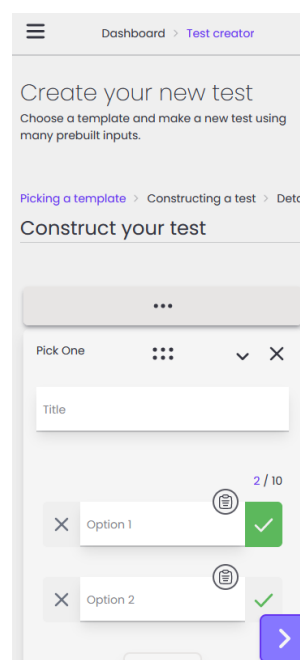 Dashboard > Test creator
Create your new test
Choose a template and make a new test using
many prebuilt inputs.
Picking a template > Constructing a test >
Construct your test
Pick One
Title
2 / 10
Option 1
Option 2